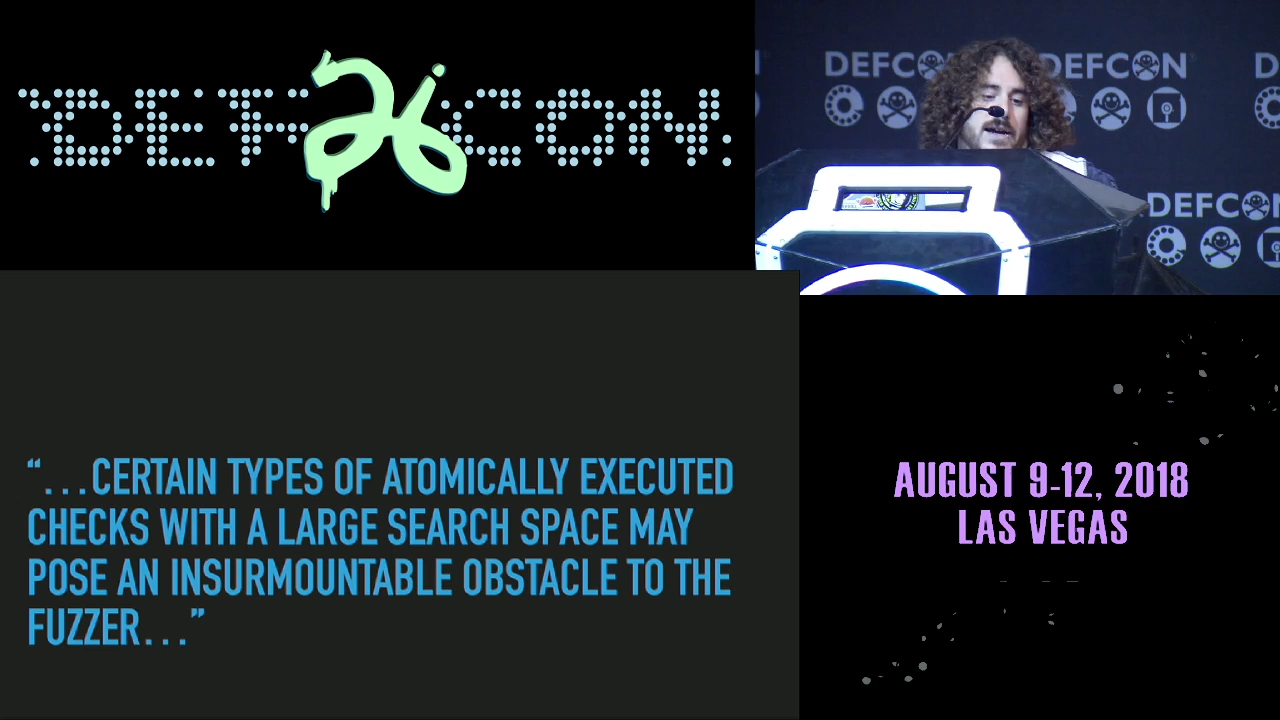 DEF CON 26
DEFCON DEFCON
DEFCON
“...CERTAIN TYPES OF ATOMICALLY EXECUTED
CHECKS WITH A LARGE SEARCH SPACE MAY
POSE AN INSURMOUNTABLE OBSTACLE TO THE
FUZZER...”
AUGUST 9-12, 2018
LAS VEGAS